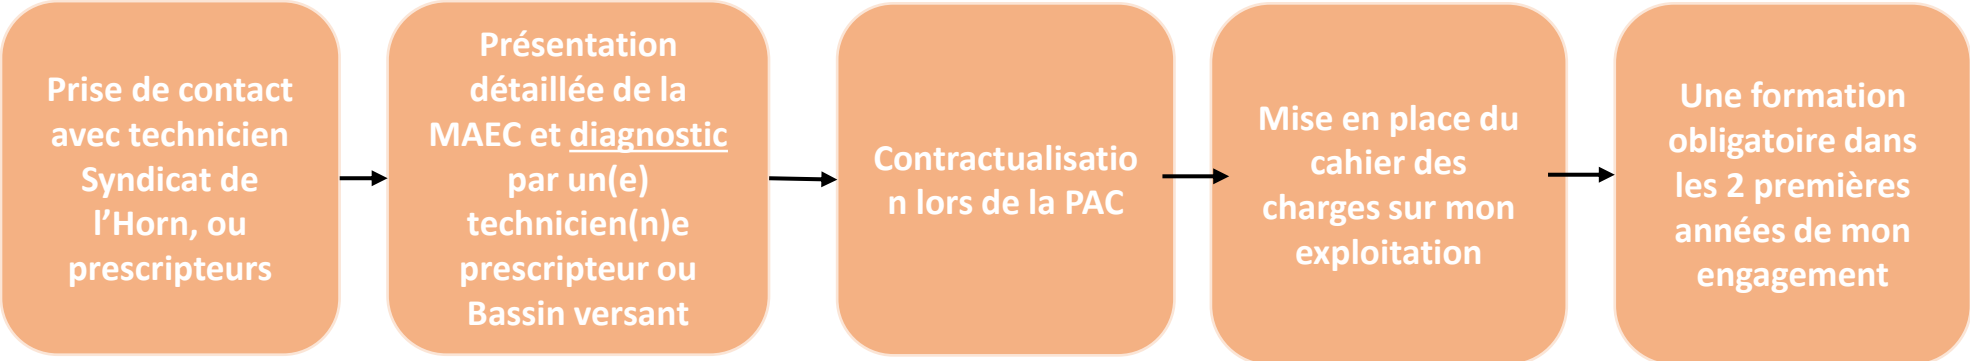 Prise de contact
avec technicien
Syndicat de
l’Horn, ou
prescripteurs
Présentation
détaillée de la
MAEC et diagnostic
par un(e)
technicien(n)e
prescripteur ou
Bassin versant
Contractualisatio
n lors de la PAC
Mise en place du
cahier des
charges sur mon
exploitation
Une formation
obligatoire dans
les 2 premières
années de mon
engagement